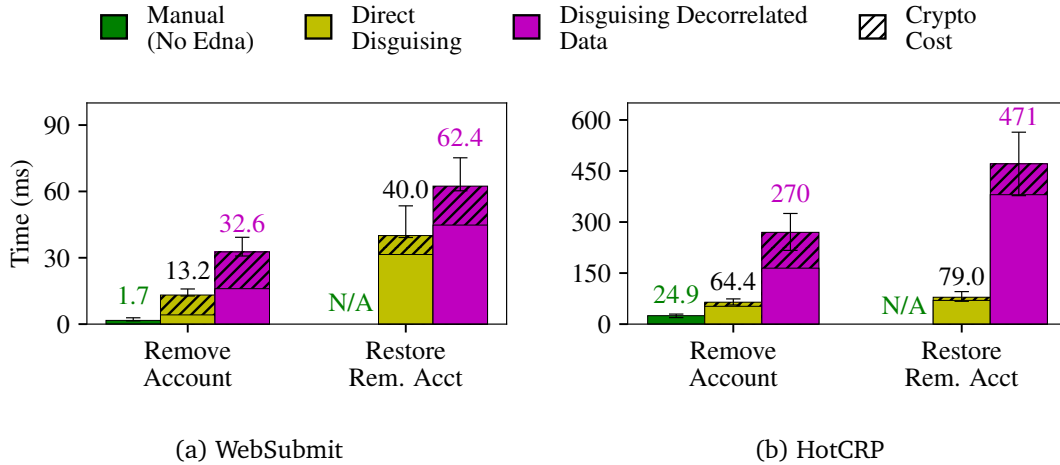 Manual
(No Edna)
Direct
Disguising
Disguising Decorrelated
Data
Crypto
Cost
Time (ms)
90
60
30
0
1.7
13.2
32.6
N/A
40.0
62.4
Remove
Account
Restore
Rem. Acct
(a) WebSubmit
600
450
300
150
0
24.9
64.4
270
N/A
79.0
471
Remove
Account
Restore
Rem. Acct
(b) HotCRP